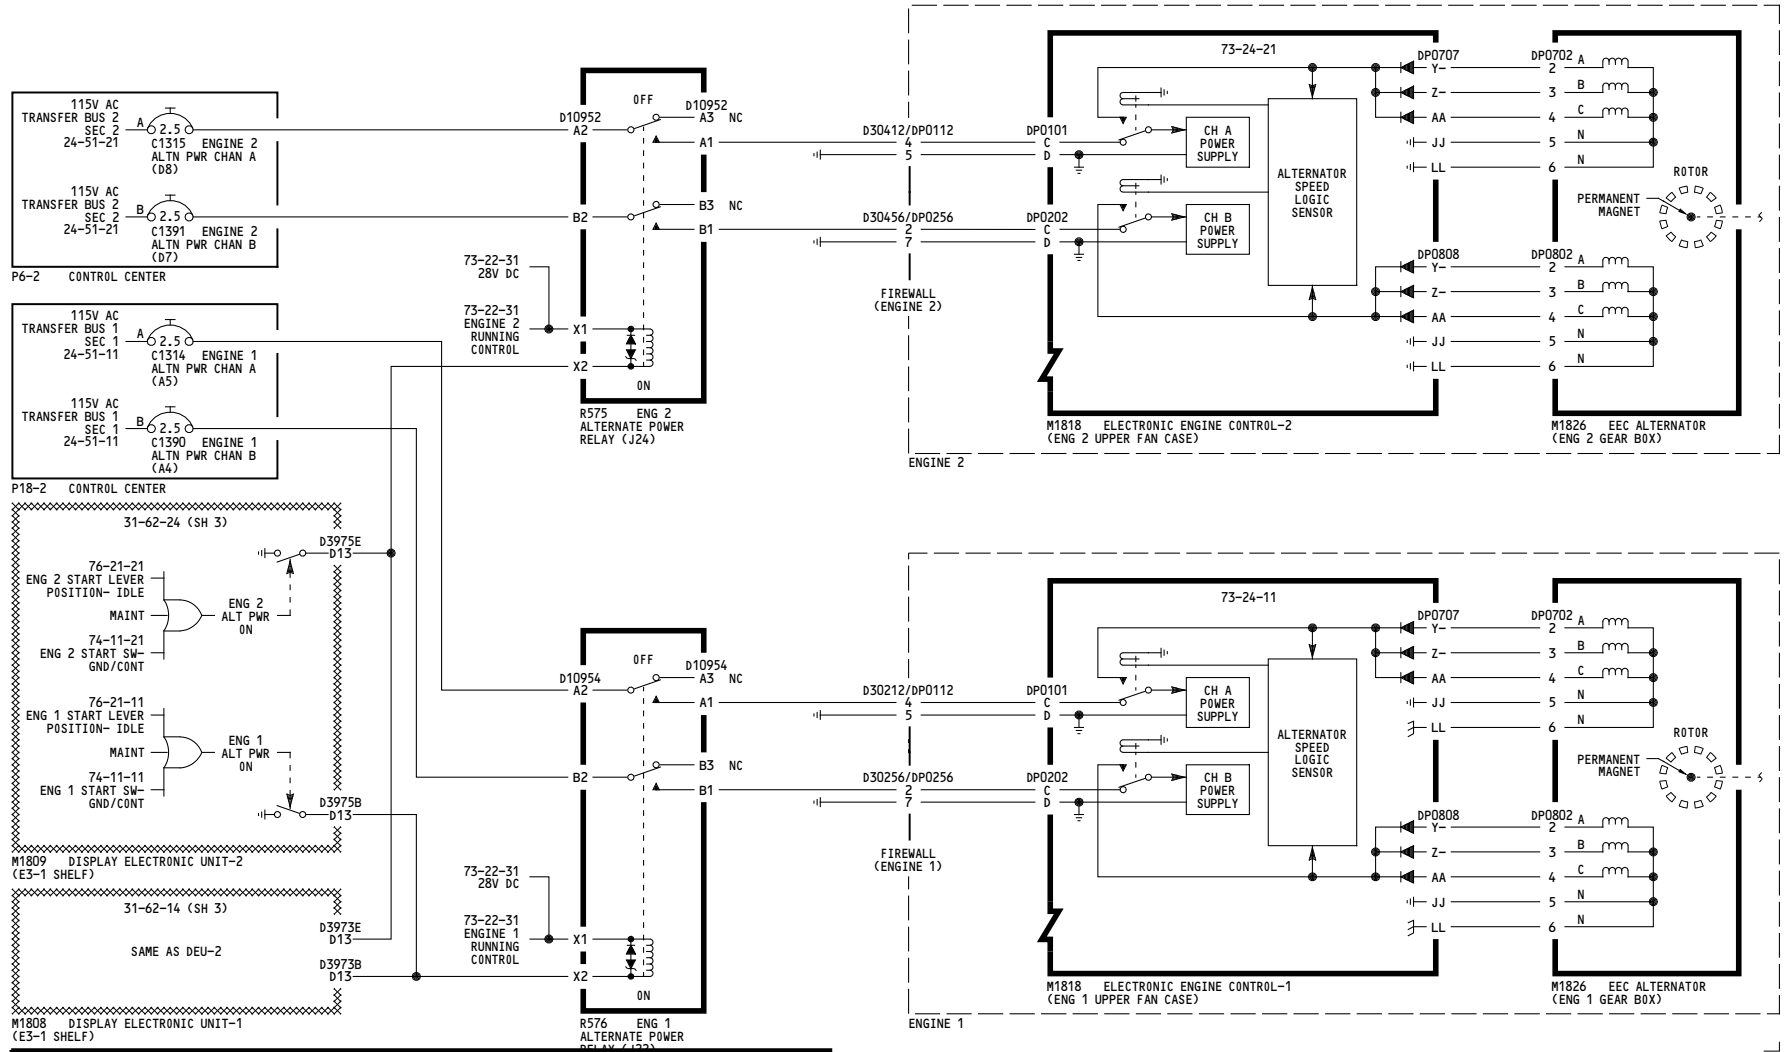 115V AC
TRANSFER BUS 2
SEC 2
24-51-21
A
2.5
C1315 ENGINE 2
ALTN PWR CHAN A
(D8)
115V AC
TRANSFER BUS 2
SEC 2
24-51-21
B
2.5
C1391 ENGINE 2
ALTN PWR CHAN B
(D7)
P6-2 CONTROL CENTER
115V AC
TRANSFER BUS 1
SEC 1
24-51-11
A
2.5
C1314 ENGINE 1
ALTN PWR CHAN A
(A5)
115V AC
TRANSFER BUS 1
SEC 1
24-51-11
B
2.5
C1390 ENGINE 1
ALTN PWR CHAN B
(A4)
P18-2 CONTROL CENTER
31-62-24 (SH 3)
76-21-21
ENG 2 START LEVER
POSITION- IDLE
MAINT
74-11-21
ENG 2 START SW-
GND/CONT
ENG 2
ALT PWR
ON
D3975E
D13
76-21-11
ENG 1 START LEVER
POSITION- IDLE
MAINT
74-11-11
ENG 1 START SW-
GND/CONT
ENG 1
ALT PWR
ON
D3975B
D13
M1809 DISPLAY ELECTRONIC UNIT-2
(E3-1 SHELF)
31-62-14 (SH 3)
SAME AS DEU-2
D3973E
D13
D3973B
D13
M1808 DISPLAY ELECTRONIC UNIT-1
(E3-1 SHELF)
OFF
D10952
A2
D10952
A3 NC
A1
B2
B3 NC
B1
73-22-31
28V DC
73-22-31
ENGINE 2
RUNNING
CONTROL
X1
X2
ON
R575 ENG 2
ALTERNATE POWER
RELAY (J24)
OFF
D10954
A2
D10954
A3 NC
A1
B2
B3 NC
B1
73-22-31
28V DC
73-22-31
ENGINE 1
RUNNING
CONTROL
X1
X2
ON
R576 ENG 1
ALTERNATE POWER
D30412/DP0112
4
5
D30456/DP0256
2
7
FIREWALL
(ENGINE 2)
DP0101
C
D
DP0202
C
D
73-24-21
CH A
POWER
SUPPLY
CH B
POWER
SUPPLY
ALTERNATOR
SPEED
LOGIC
SENSOR
DP0707
Y-
Z-
AA
JJ
LL
DP0808
Y-
Z-
AA
JJ
LL
DP0702
2 A
3 B
4 C
5 N
6 N
DP0802
2 A
3 B
4 C
5 N
6 N
ROTOR
PERMANENT
MAGNET
M1818 ELECTRONIC ENGINE CONTROL-2
(ENG 2 UPPER FAN CASE)
M1826 EEC ALTERNATOR
(ENG 2 GEAR BOX)
ENGINE 2
D30212/DP0112
4
5
D30256/DP0256
2
7
FIREWALL
(ENGINE 1)
DP0101
C
D
DP0202
C
D
73-24-11
CH A
POWER
SUPPLY
CH B
POWER
SUPPLY
ALTERNATOR
SPEED
LOGIC
SENSOR
DP0707
Y-
Z-
AA
JJ
LL
DP0808
Y-
Z-
AA
JJ
LL
DP0702
2 A
3 B
4 C
5 N
6 N
DP0802
2 A
3 B
4 C
5 N
6 N
ROTOR
PERMANENT
MAGNET
M1818 ELECTRONIC ENGINE CONTROL-1
(ENG 1 UPPER FAN CASE)
M1826 EEC ALTERNATOR
(ENG 1 GEAR BOX)
ENGINE 1